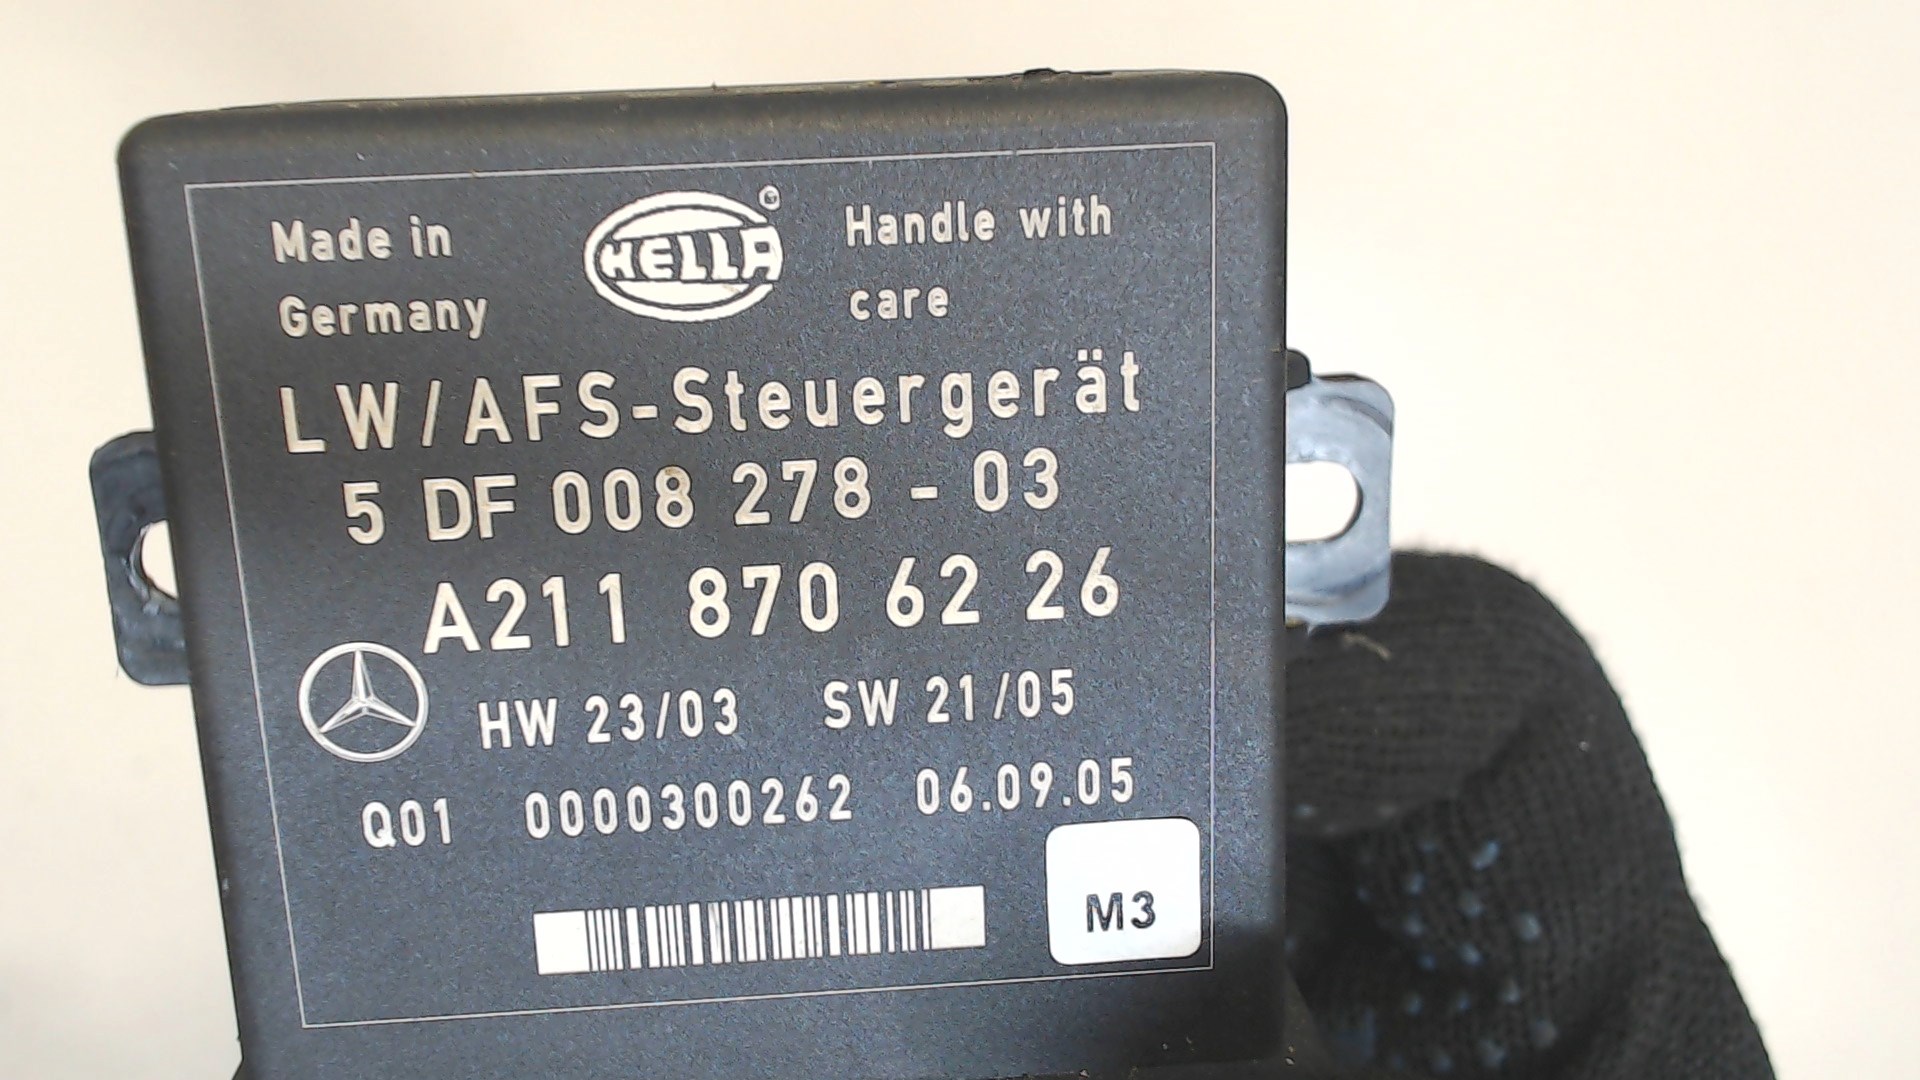 Made in
Germany
HELLA
Handle with
care
LW/AFS-Steuergerät
5 DF 008 278 - 03
A211 870 62 26
HW 23/03 SW 21/05
Q01 0000300262 06.09.05
M3